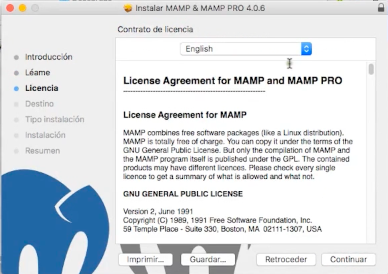 Instalar MAMP & MAMP PRO 4.0.6
Contrato de licencia
English
Introducción
Léame
Licencia
Destino
Tipo instalación
Instalación
Resumen
License Agreement for MAMP and MAMP PRO
------------------------------------------------------------
License Agreement for MAMP
MAMP combines free software packages (like a Linux distribution).
MAMP is totally free of charge. You can copy it under the terms of the
GNU General Public License. But only the compilation of MAMP and
the MAMP program itself is published under the GPL. The contained
products may have different licences. Please check every single
licence to get a summary of what is allowed and what not.
GNU GENERAL PUBLIC LICENSE
Version 2, June 1991
Copyright (C) 1989, 1991 Free Software Foundation, Inc.
59 Temple Place - Suite 330, Boston, MA  02111-1307, USA
Imprimir...
Guardar...
Retroceder
Continuar